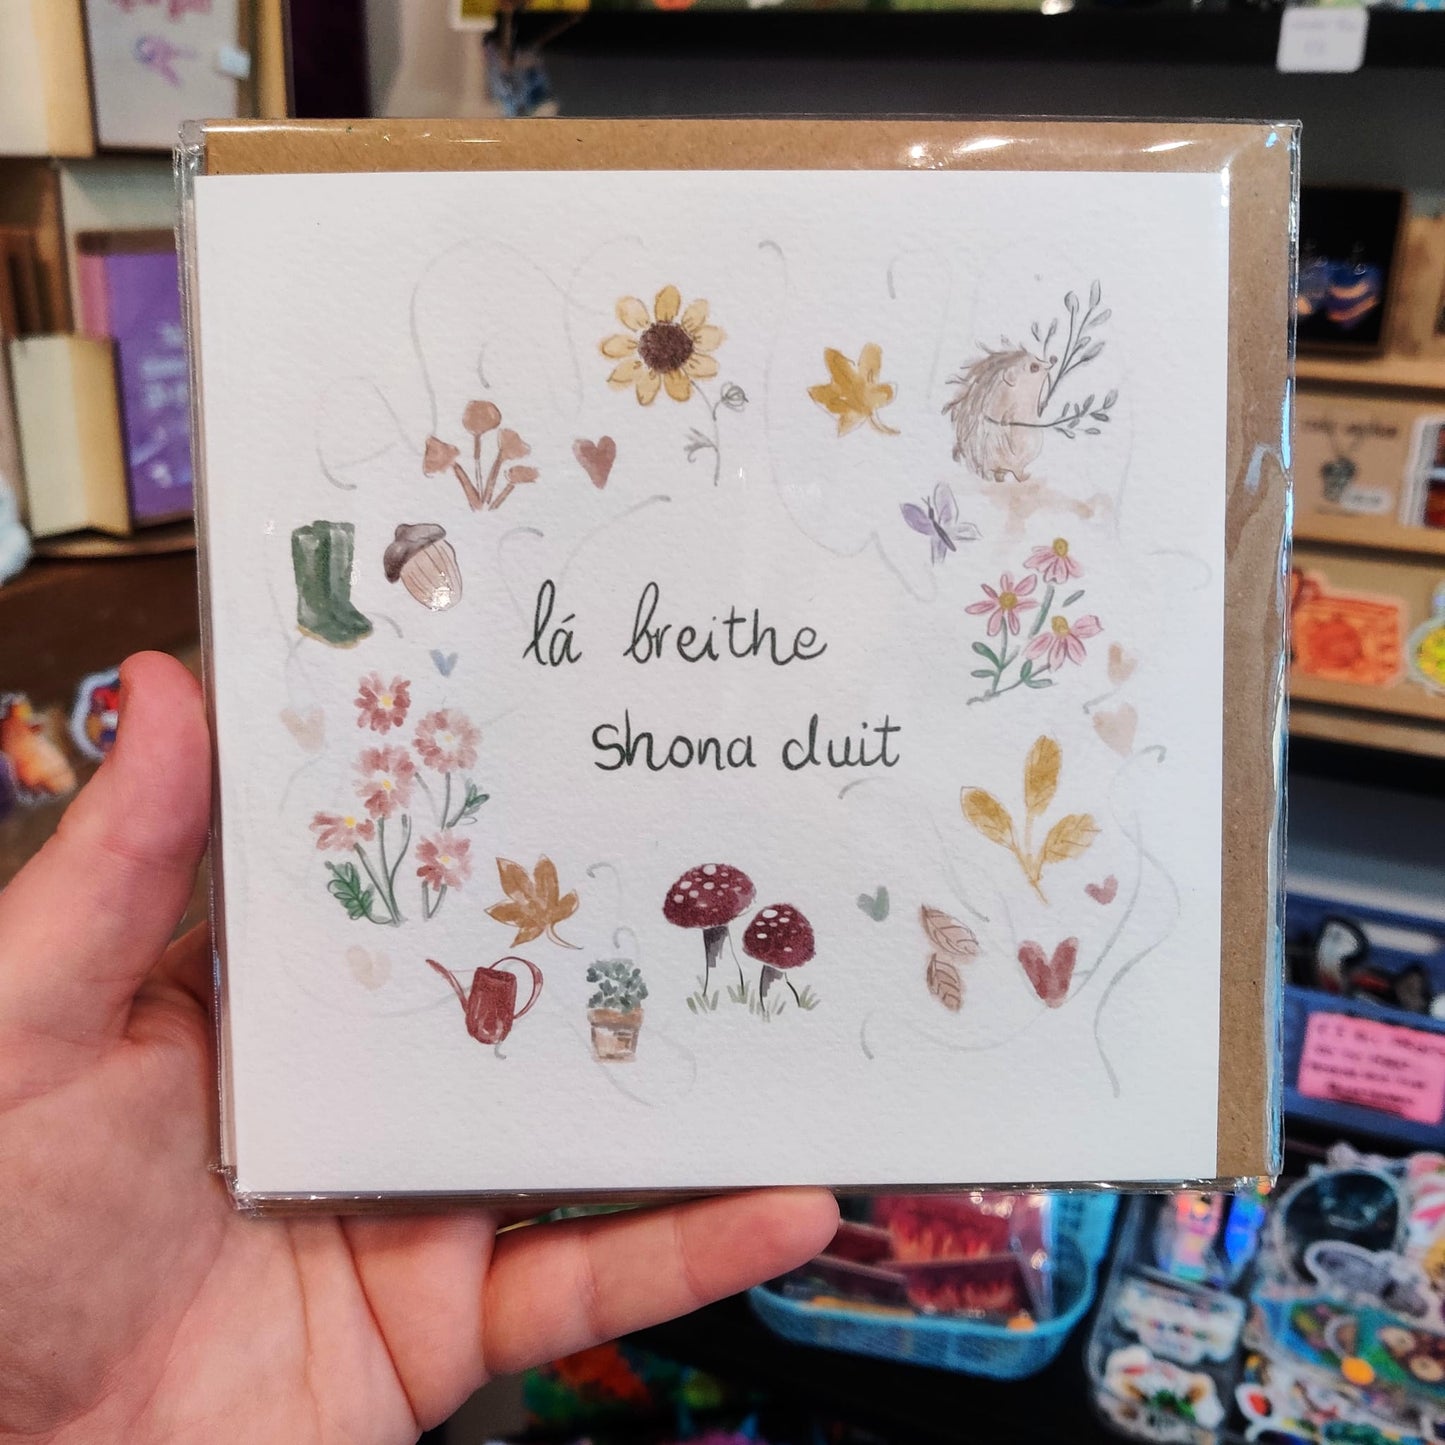 lá breithe
shona duit